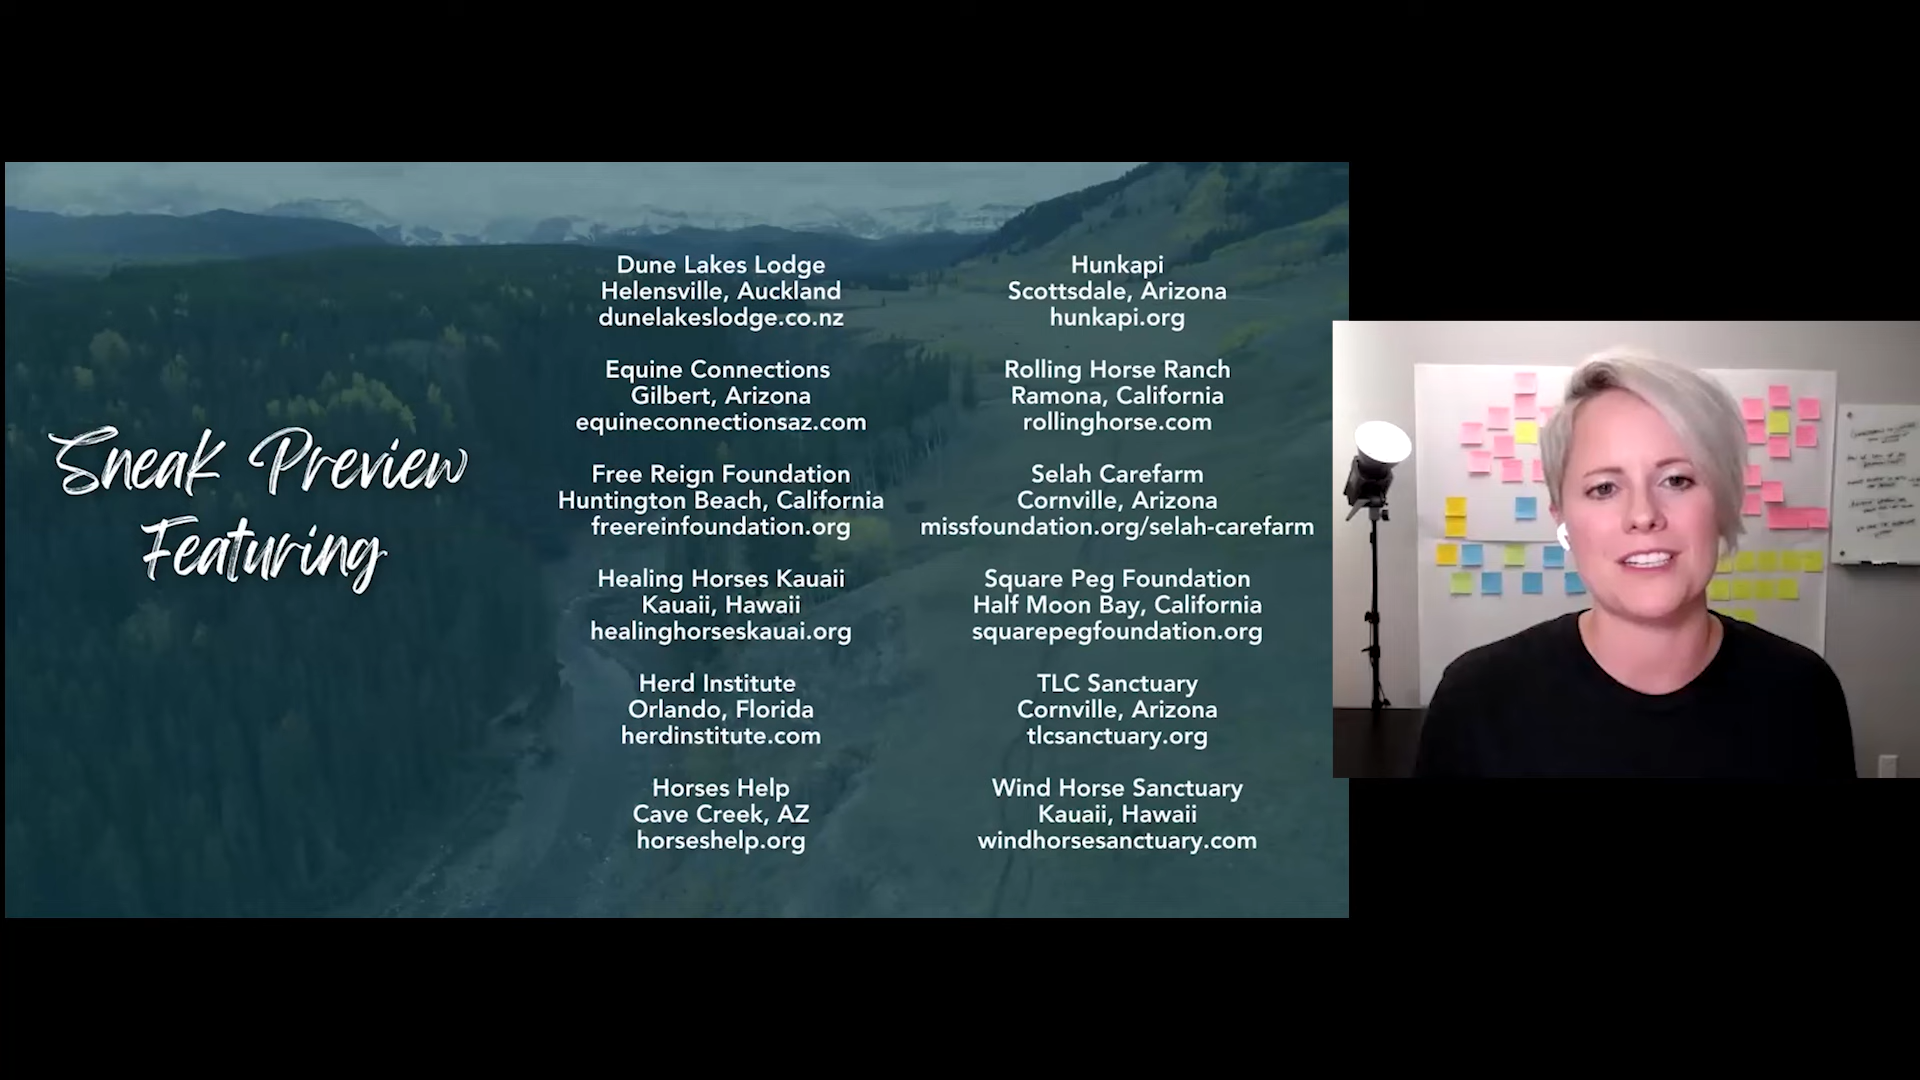 Sneak Preview
Featuring
Dune Lakes Lodge
Helensville, Auckland
dunelakeslodge.co.nz
Equine Connections
Gilbert, Arizona
equineconnectionsaz.com
Free Reign Foundation
Huntington Beach, California
freereinfoundation.org
Healing Horses Kauaii
Kauaii, Hawaii
healinghorseskauai.org
Herd Institute
Orlando, Florida
herdinstitute.com
Horses Help
Cave Creek, AZ
horseshelp.org
Hunkapi
Scottsdale, Arizona
hunkapi.org
Rolling Horse Ranch
Ramona, California
rollinghorse.com
Selah Carefarm
Cornville, Arizona
missfoundation.org/selah-carefarm
Square Peg Foundation
Half Moon Bay, California
squarepegfoundation.org
TLC Sanctuary
Cornville, Arizona
tlcsanctuary.org
Wind Horse Sanctuary
Kauaii, Hawaii
windhorsesanctuary.com